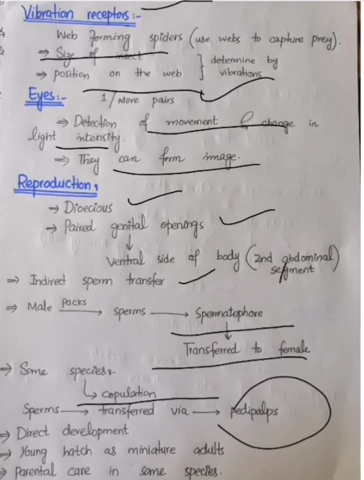 Vibration receptors:-
Web forming spiders (use webs to capture prey).
→ Size of insect
→ position on the web } determine by vibrations
Eyes:-
1/More pairs
→ Detection of movement & change in
light intensity.
→ They can form image.
Reproduction,
→ Dioecious
→ Paired genital openings
↓
Ventral side of body (2nd abdominal segment)
→ Indirect sperm transfer
→ Male Packs → sperms → Spermatophore
↓
Transferred to female
→ Some species:-
↳ copulation
Sperms → transferred via → pedipalps
→ Direct development
→ Young hatch as miniature adults
→ Parental care in some species.